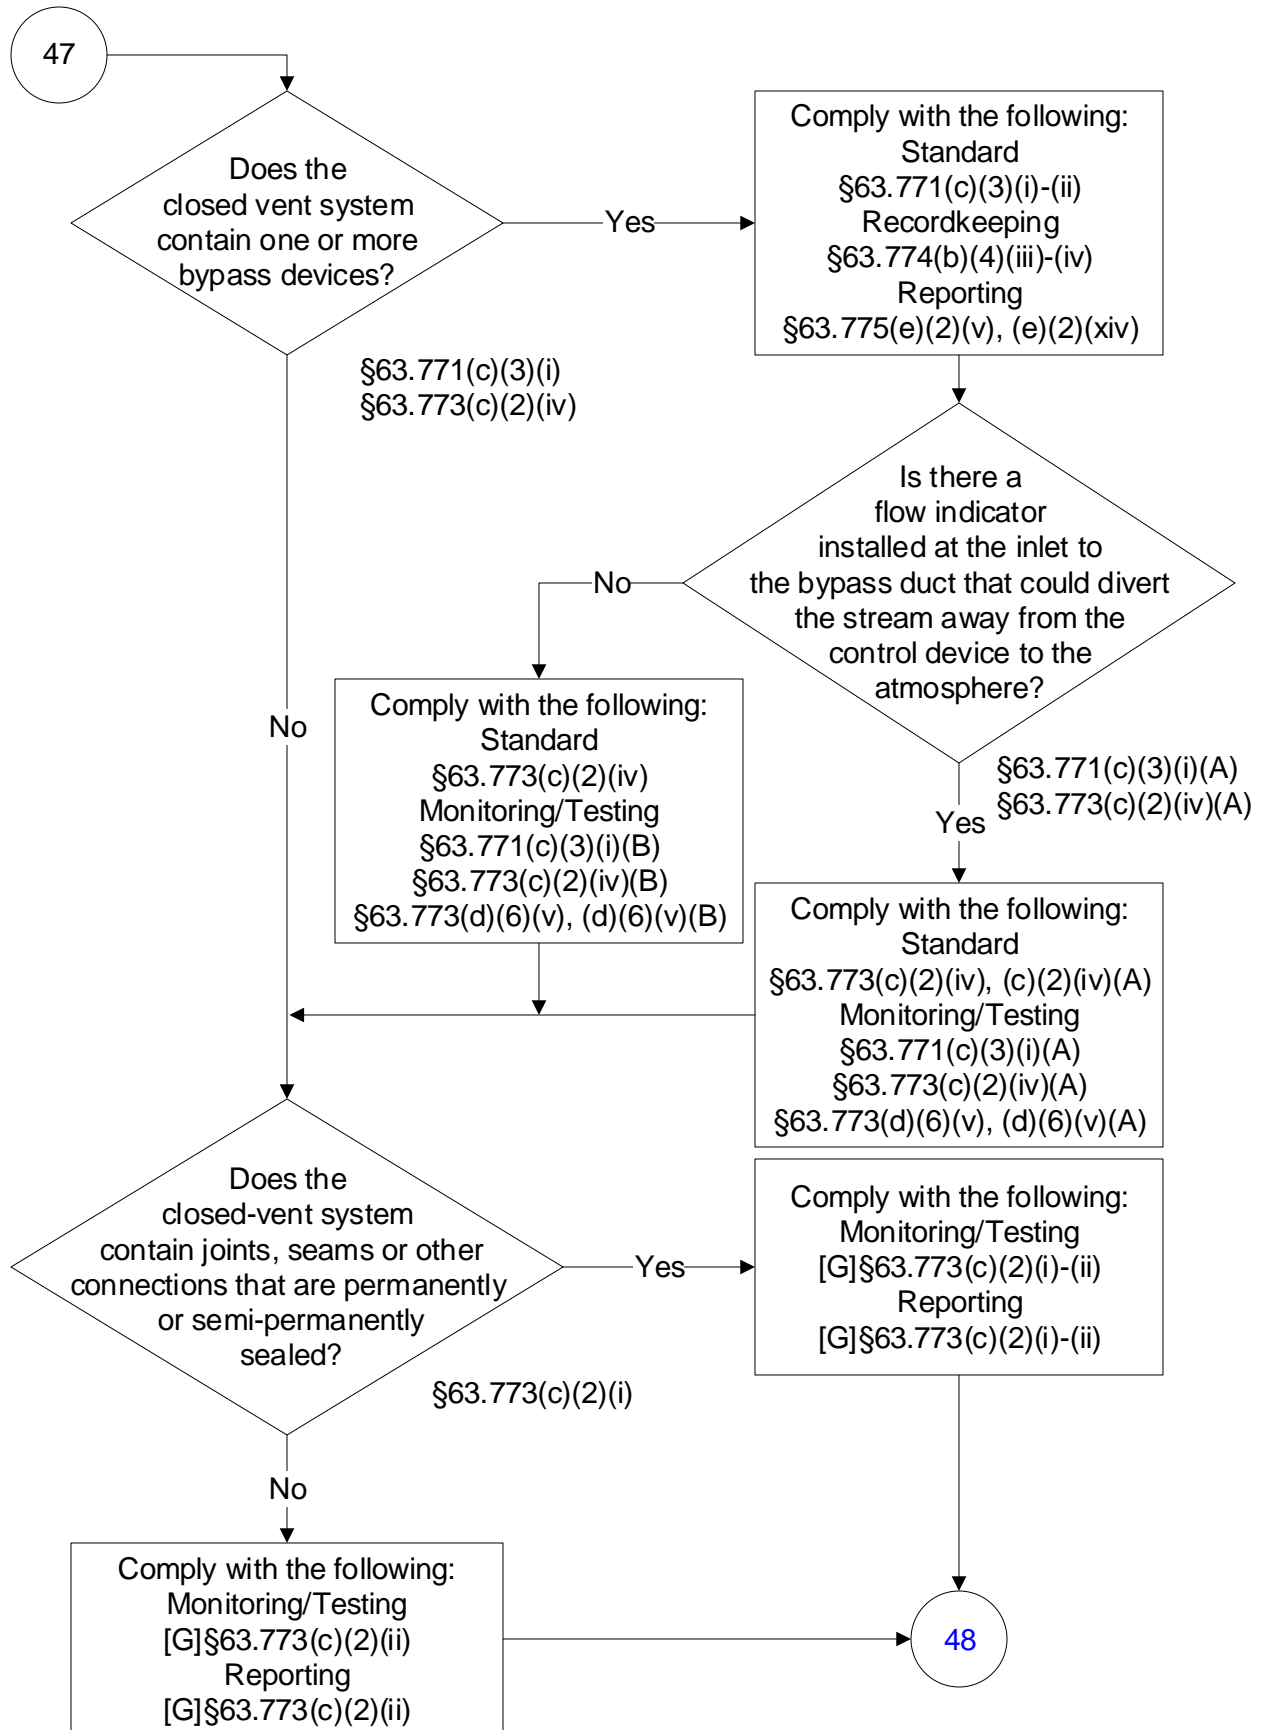 47
Does the
closed vent system
contain one or more
bypass devices?
Yes
Comply with the following:
Standard
§63.771(c)(3)(i)-(ii)
Recordkeeping
§63.774(b)(4)(iii)-(iv)
Reporting
§63.775(e)(2)(v), (e)(2)(xiv)
§63.771(c)(3)(i)
§63.773(c)(2)(iv)
No
Is there a
flow indicator
installed at the inlet to
the bypass duct that could divert
the stream away from the
control device to the
atmosphere?
No
Comply with the following:
Standard
§63.773(c)(2)(iv)
Monitoring/Testing
§63.771(c)(3)(i)(B)
§63.773(c)(2)(iv)(B)
§63.773(d)(6)(v), (d)(6)(v)(B)
§63.771(c)(3)(i)(A)
§63.773(c)(2)(iv)(A)
Yes
Comply with the following:
Standard
§63.773(c)(2)(iv), (c)(2)(iv)(A)
Monitoring/Testing
§63.771(c)(3)(i)(A)
§63.773(c)(2)(iv)(A)
§63.773(d)(6)(v), (d)(6)(v)(A)
Does the
closed-vent system
contain joints, seams or other
connections that are permanently
or semi-permanently
sealed?
Yes
Comply with the following:
Monitoring/Testing
[G]§63.773(c)(2)(i)-(ii)
Reporting
[G]§63.773(c)(2)(i)-(ii)
§63.773(c)(2)(i)
No
Comply with the following:
Monitoring/Testing
[G]§63.773(c)(2)(ii)
Reporting
[G]§63.773(c)(2)(ii)
48